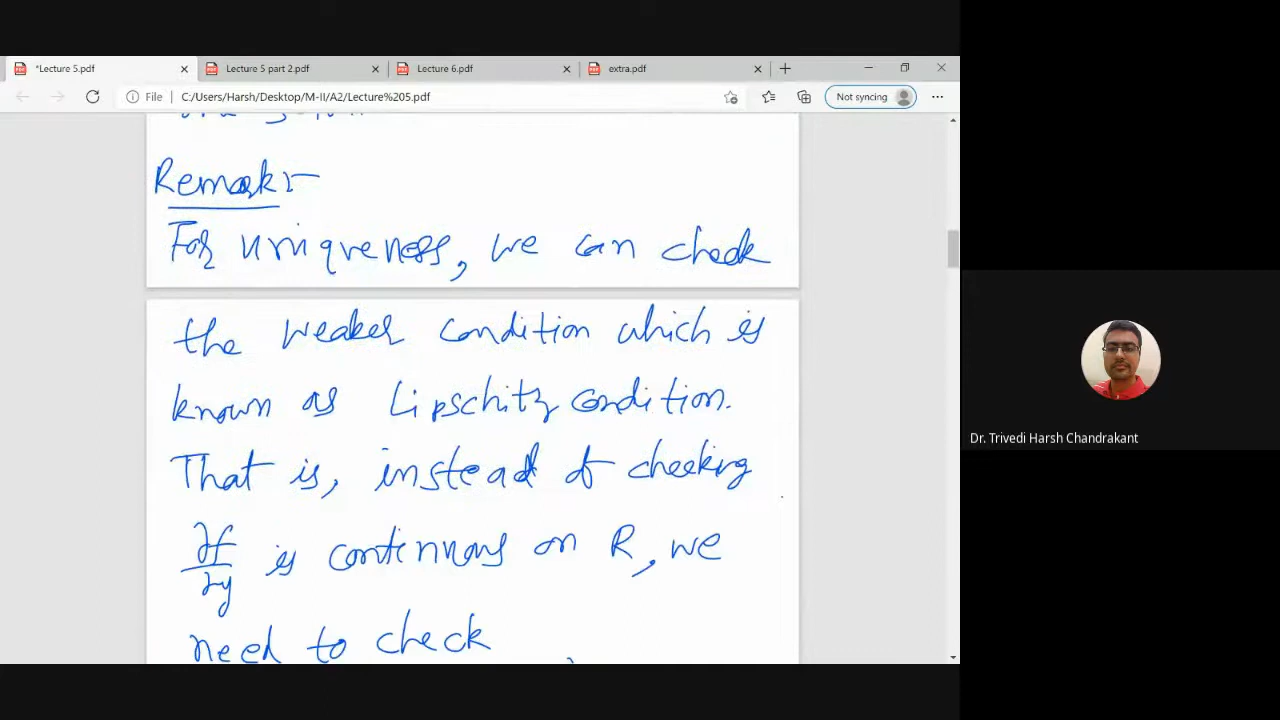 *Lecture 5.pdf
Lecture 5 part 2.pdf
Lecture 6.pdf
extra.pdf
File
C:/Users/Harsh/Desktop/M-II/A2/Lecture%205.pdf
Not syncing
Remark:-
For uniqueness, we can check
the weaker condition which is
known as Lipschitz condition.
That is, instead of checking
∂f/∂y is continuous on R, we
need to check
Dr. Trivedi Harsh Chandrakant